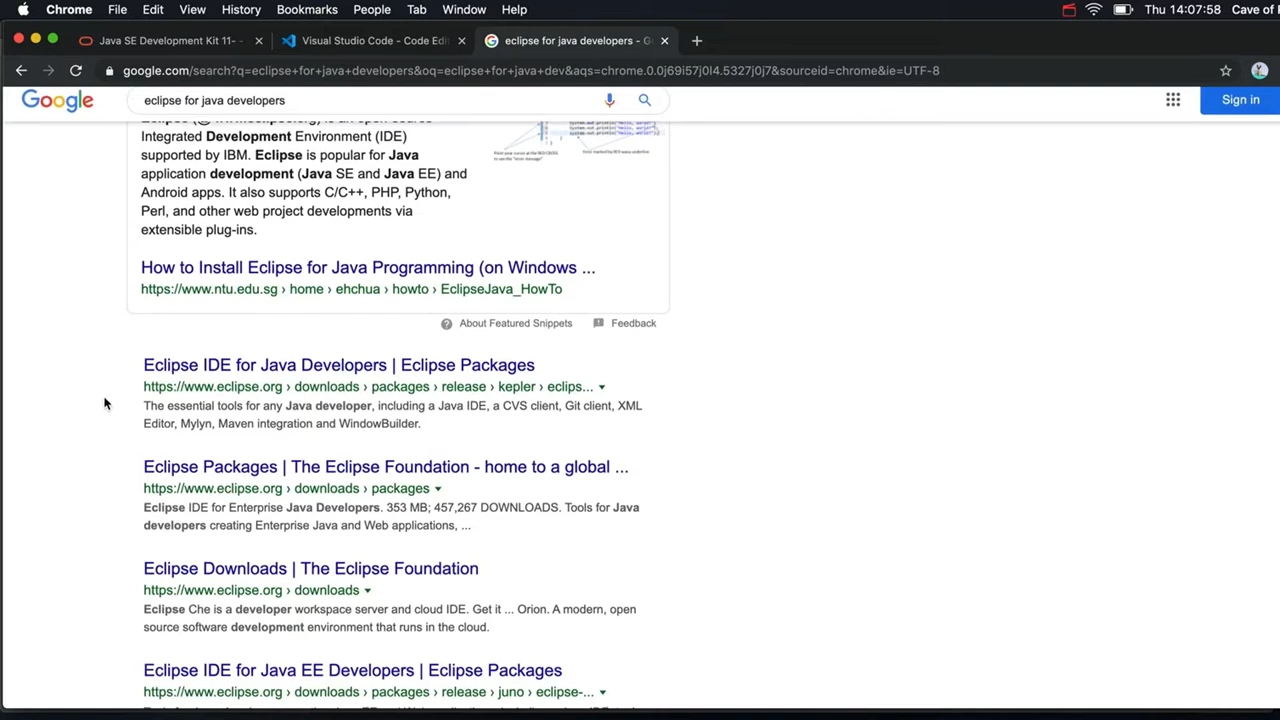 Chrome File Edit View History Bookmarks People Tab Window Help Thu 14:07:58 Cave of
Java SE Development Kit 11- Visual Studio Code - Code Edi eclipse for java developers - G
google.com/search?q=eclipse+for+java+developers&oq=eclipse+for+java+dev&aqs=chrome.0.0j69i57j0l4.5327j0j7&sourceid=chrome&ie=UTF-8
Google eclipse for java developers Sign in
Integrated Development Environment (IDE)
supported by IBM. Eclipse is popular for Java
application development (Java SE and Java EE) and
Android apps. It also supports C/C++, PHP, Python,
Perl, and other web project developments via
extensible plug-ins.
How to Install Eclipse for Java Programming (on Windows ...
https://www.ntu.edu.sg › home › ehchua › howto › EclipseJava_HowTo
About Featured Snippets Feedback
Eclipse IDE for Java Developers | Eclipse Packages
https://www.eclipse.org › downloads › packages › release › kepler › eclips...
The essential tools for any Java developer, including a Java IDE, a CVS client, Git client, XML
Editor, Mylyn, Maven integration and WindowBuilder.
Eclipse Packages | The Eclipse Foundation - home to a global ...
https://www.eclipse.org › downloads › packages
Eclipse IDE for Enterprise Java Developers. 353 MB; 457,267 DOWNLOADS. Tools for Java
developers creating Enterprise Java and Web applications, ...
Eclipse Downloads | The Eclipse Foundation
https://www.eclipse.org › downloads
Eclipse Che is a developer workspace server and cloud IDE. Get it ... Orion. A modern, open
source software development environment that runs in the cloud.
Eclipse IDE for Java EE Developers | Eclipse Packages
https://www.eclipse.org › downloads › packages › release › juno › eclipse-...